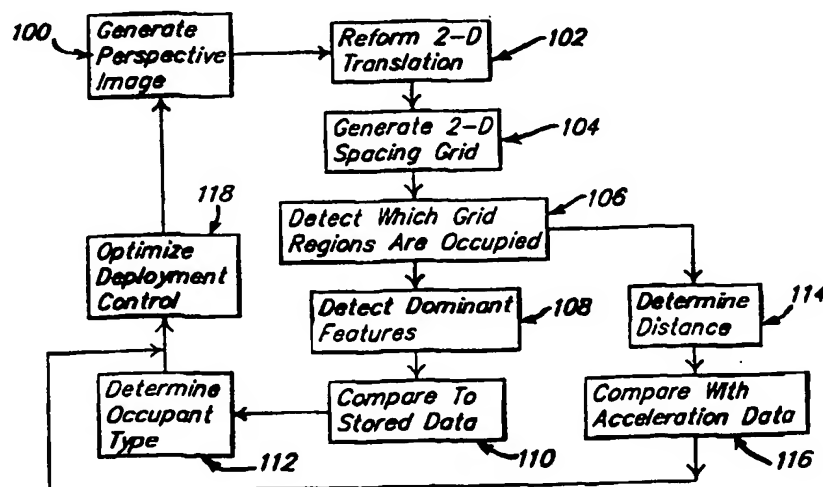 100
Generate
Perspective
Image
Reform 2-D
Translation
102
Generate 2-D
Spacing Grid
104
Detect Which Grid
Regions Are Occupied
106
118
Optimize
Deployment
Control
Detect Dominant
Features
108
Determine
Distance
114
Determine
Occupant
Type
112
Compare To
Stored Data
110
Compare With
Acceleration Data
116